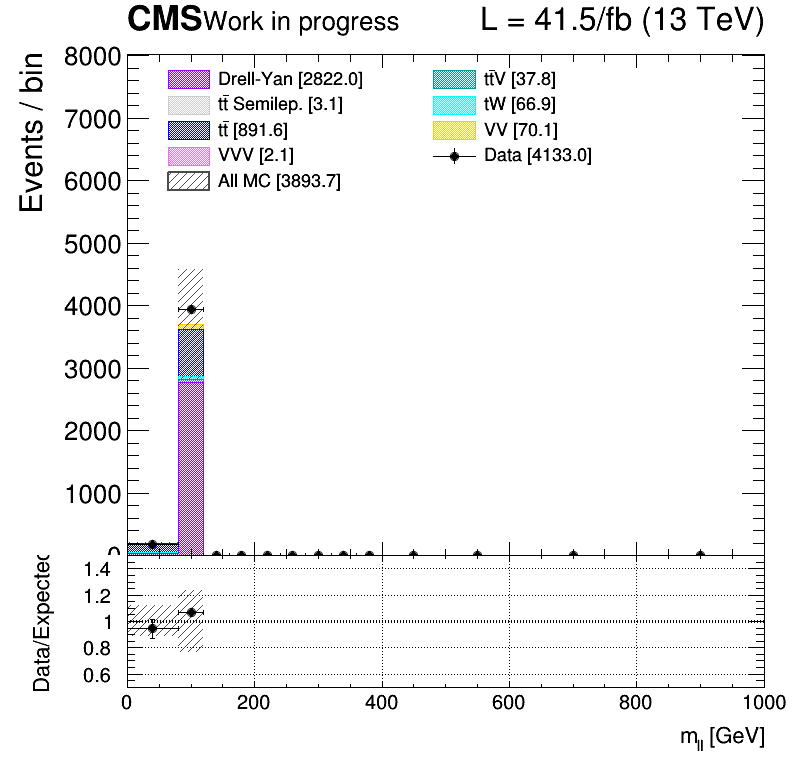 CMS Work in progress L = 41.5/fb (13 TeV)
Events / bin
8000
7000
6000
5000
4000
3000
2000
1000
0
Drell-Yan [2822.0]
tt̄ Semilep. [3.1]
tt̄ [891.6]
VVV [2.1]
All MC [3893.7]
tt̄V [37.8]
tW [66.9]
VV [70.1]
Data [4133.0]
Data/Expected
1.4
1.2
1
0.8
0.6
0 200 400 600 800 1000
m_ll [GeV]